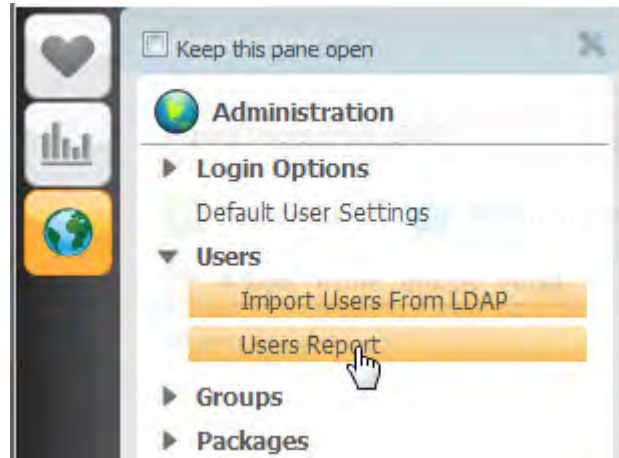 Keep this pane open
Administration
Login Options
Default User Settings
Users
Import Users From LDAP
Users Report
Groups
Packages